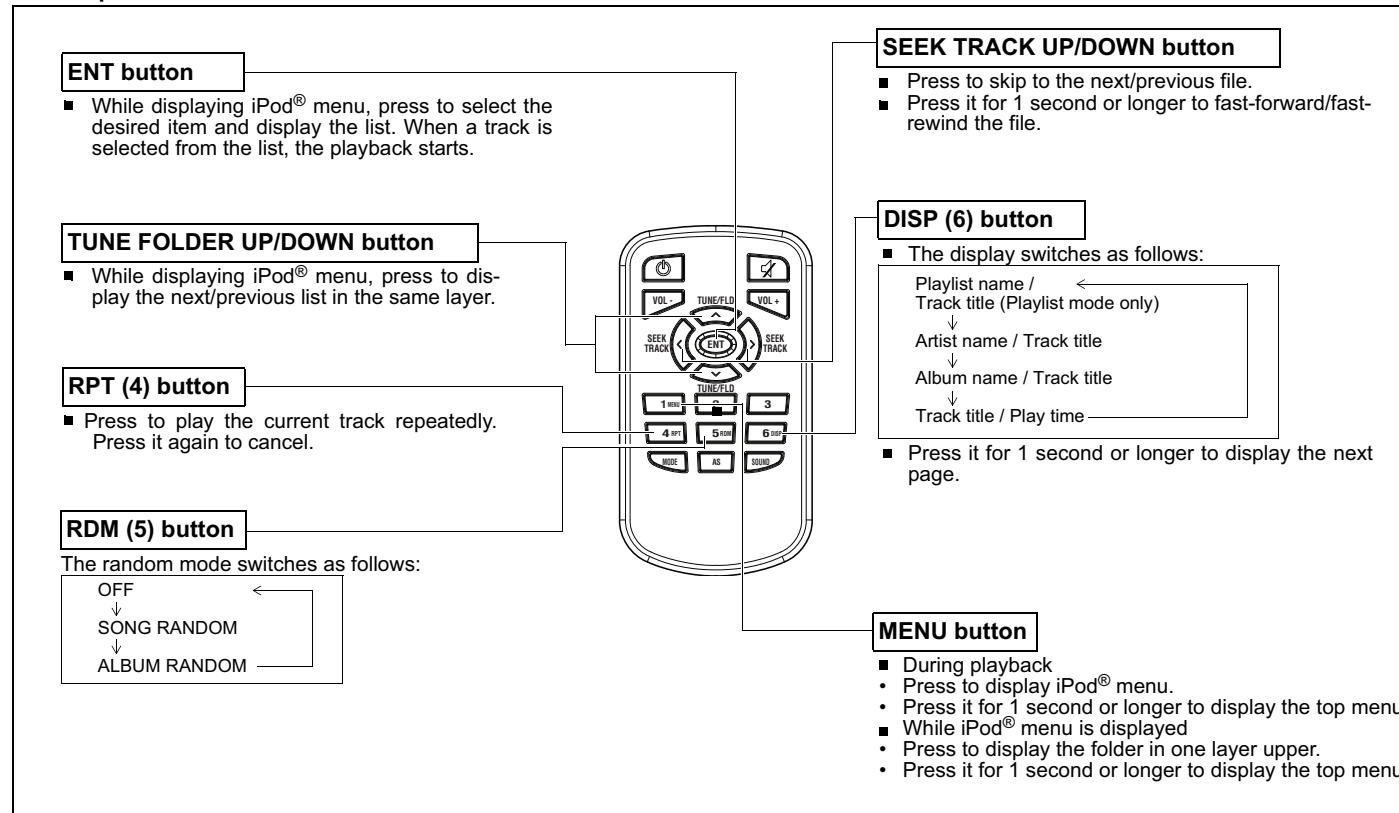 ENT button
■ While displaying iPod® menu, press to select the
desired item and display the list. When a track is
selected from the list, the playback starts.
TUNE FOLDER UP/DOWN button
■ While displaying iPod® menu, press to dis-
play the next/previous list in the same layer.
RPT (4) button
■ Press to play the current track repeatedly.
Press it again to cancel.
RDM (5) button
The random mode switches as follows:
OFF
SONG RANDOM
ALBUM RANDOM
VOL -
TUNE/FLD
VOL +
SEEK
TRACK
ENT
SEEK
TRACK
TUNE/FLD
1 MENU
3
4 RPT
5 RDM
6 DISP
MODE
AS
SOUND
SEEK TRACK UP/DOWN button
■ Press to skip to the next/previous file.
■ Press it for 1 second or longer to fast-forward/fast-
rewind the file.
DISP (6) button
■ The display switches as follows:
Playlist name /
Track title (Playlist mode only)
Artist name / Track title
Album name / Track title
Track title / Play time
■ Press it for 1 second or longer to display the next
page.
MENU button
■ During playback
• Press to display iPod® menu.
• Press it for 1 second or longer to display the top menu
■ While iPod® menu is displayed
• Press to display the folder in one layer upper.
• Press it for 1 second or longer to display the top menu